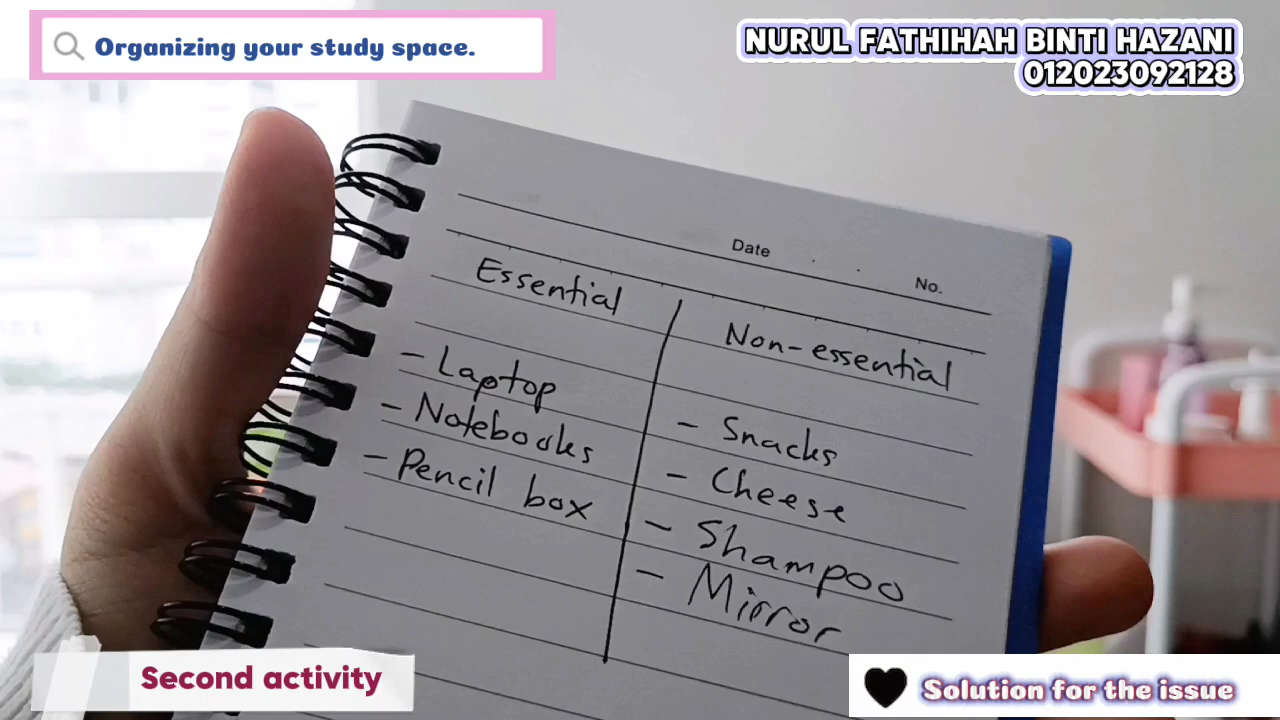 Organizing your study space.
NURUL FATHIHAH BINTI HAZANI
012023092128
Date
No.
Essential
- Laptop
- Notebooks
- Pencil box
Non-essential
- Snacks
- Cheese
- Shampoo
- Mirror
Second activity
Solution for the issue